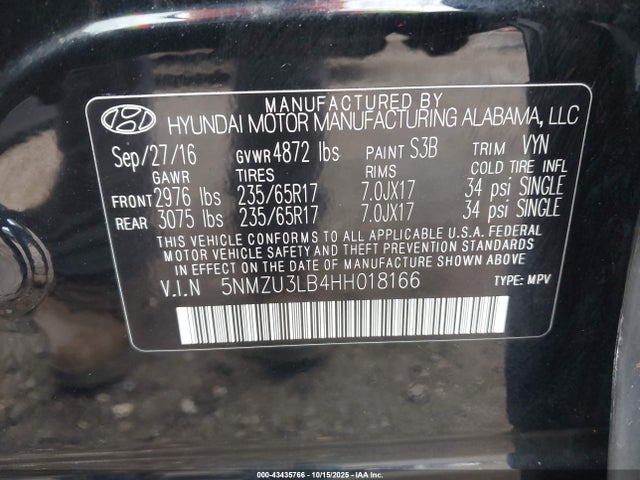 MANUFACTURED BY
HYUNDAI MOTOR MANUFACTURING ALABAMA, LLC
Sep/27/16 GVWR 4872 lbs PAINT S3B TRIM VYN
GAWR TIRES RIMS COLD TIRE INFL
FRONT 2976 lbs 235/65R17 7.0JX17 34 psi SINGLE
REAR 3075 lbs 235/65R17 7.0JX17 34 psi SINGLE
THIS VEHICLE CONFORMS TO ALL APPLICABLE U.S.A. FEDERAL
MOTOR VEHICLE SAFETY AND THEFT PREVENTION STANDARDS
IN EFFECT ON THE DATE OF MANUFACTURE SHOWN ABOVE.
V.I.N 5NMZU3LB4HH018166 TYPE: MPV
000-43435766 - 10/15/2025 - IAA Inc.